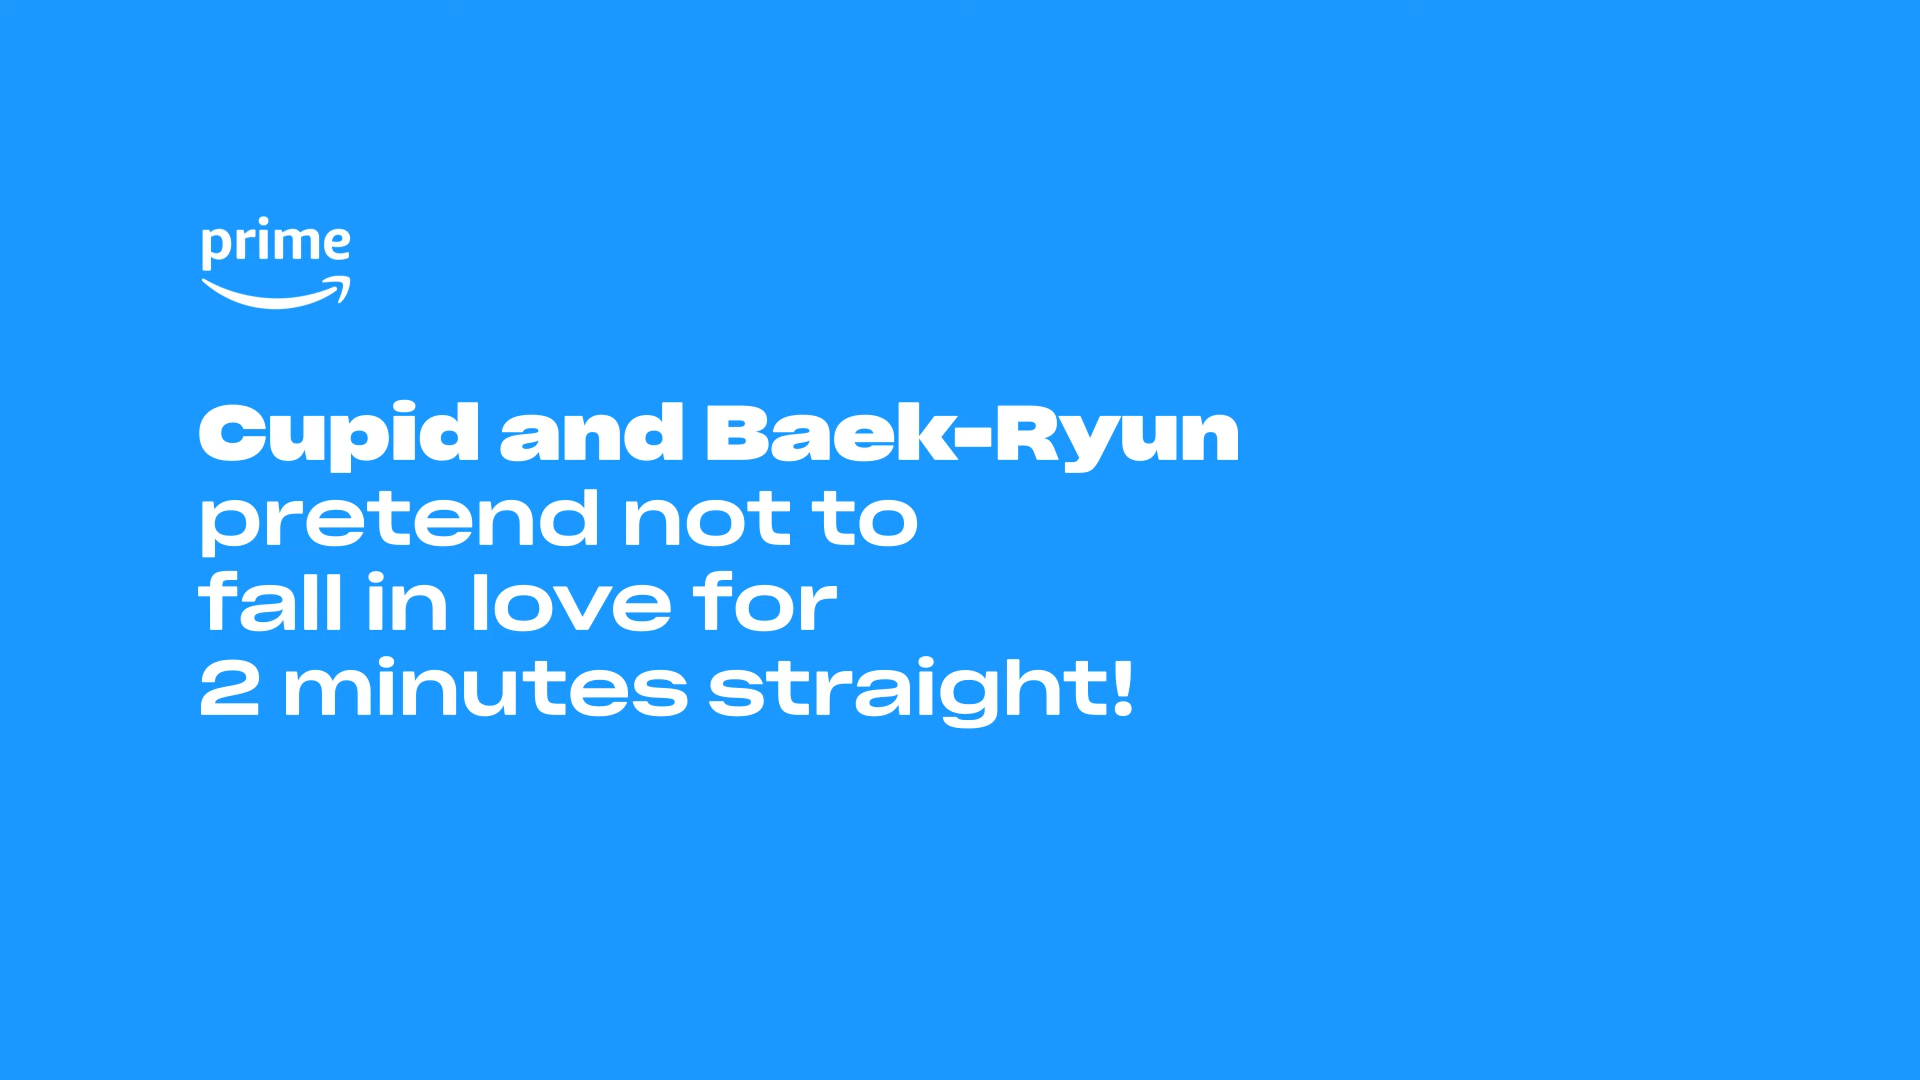 prime
Cupid and Baek-Ryun
pretend not to
fall in love for
2 minutes straight!